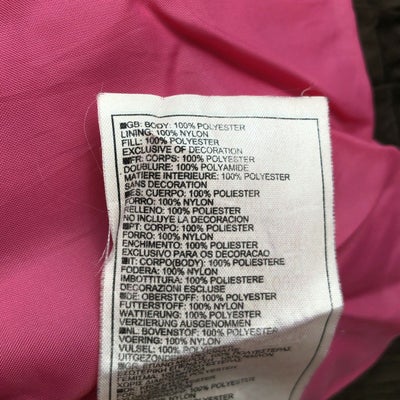 ■GB: BODY: 100% POLYESTER
LINING: 100% NYLON
FILL: 100% POLYESTER
EXCLUSIVE OF DECORATION
■FR: CORPS: 100% POLYESTER
DOUBLURE: 100% POLYAMIDE
MATIERE INTERIEURE: 100% POLYESTER
SANS DECORATION
■ES: CUERPO: 100% POLIESTER
FORRO: 100% NYLON
RELLENO: 100% POLIESTER
NO INCLUYE LA DECORACION
■PT: CORPO: 100% POLIESTER
FORRO: 100% NYLON
ENCHIMENTO: 100% POLIESTER
EXCLUSIVO PARA OS DECORACAO
■IT: CORPO(BODY): 100% POLIESTERE
FODERA: 100% NYLON
IMBOTTITURA: 100% POLIESTERE
DECORAZIONI ESCLUSE
■DE: OBERSTOFF: 100% POLYESTER
FUTTERSTOFF: 100% NYLON
WATTIERUNG: 100% POLYESTER
VERZIERUNG AUSGENOMMEN
■NL: BOVENSTOF: 100% POLYESTER
VOERING: 100% NYLON
VULSEL: 100% POLYESTER